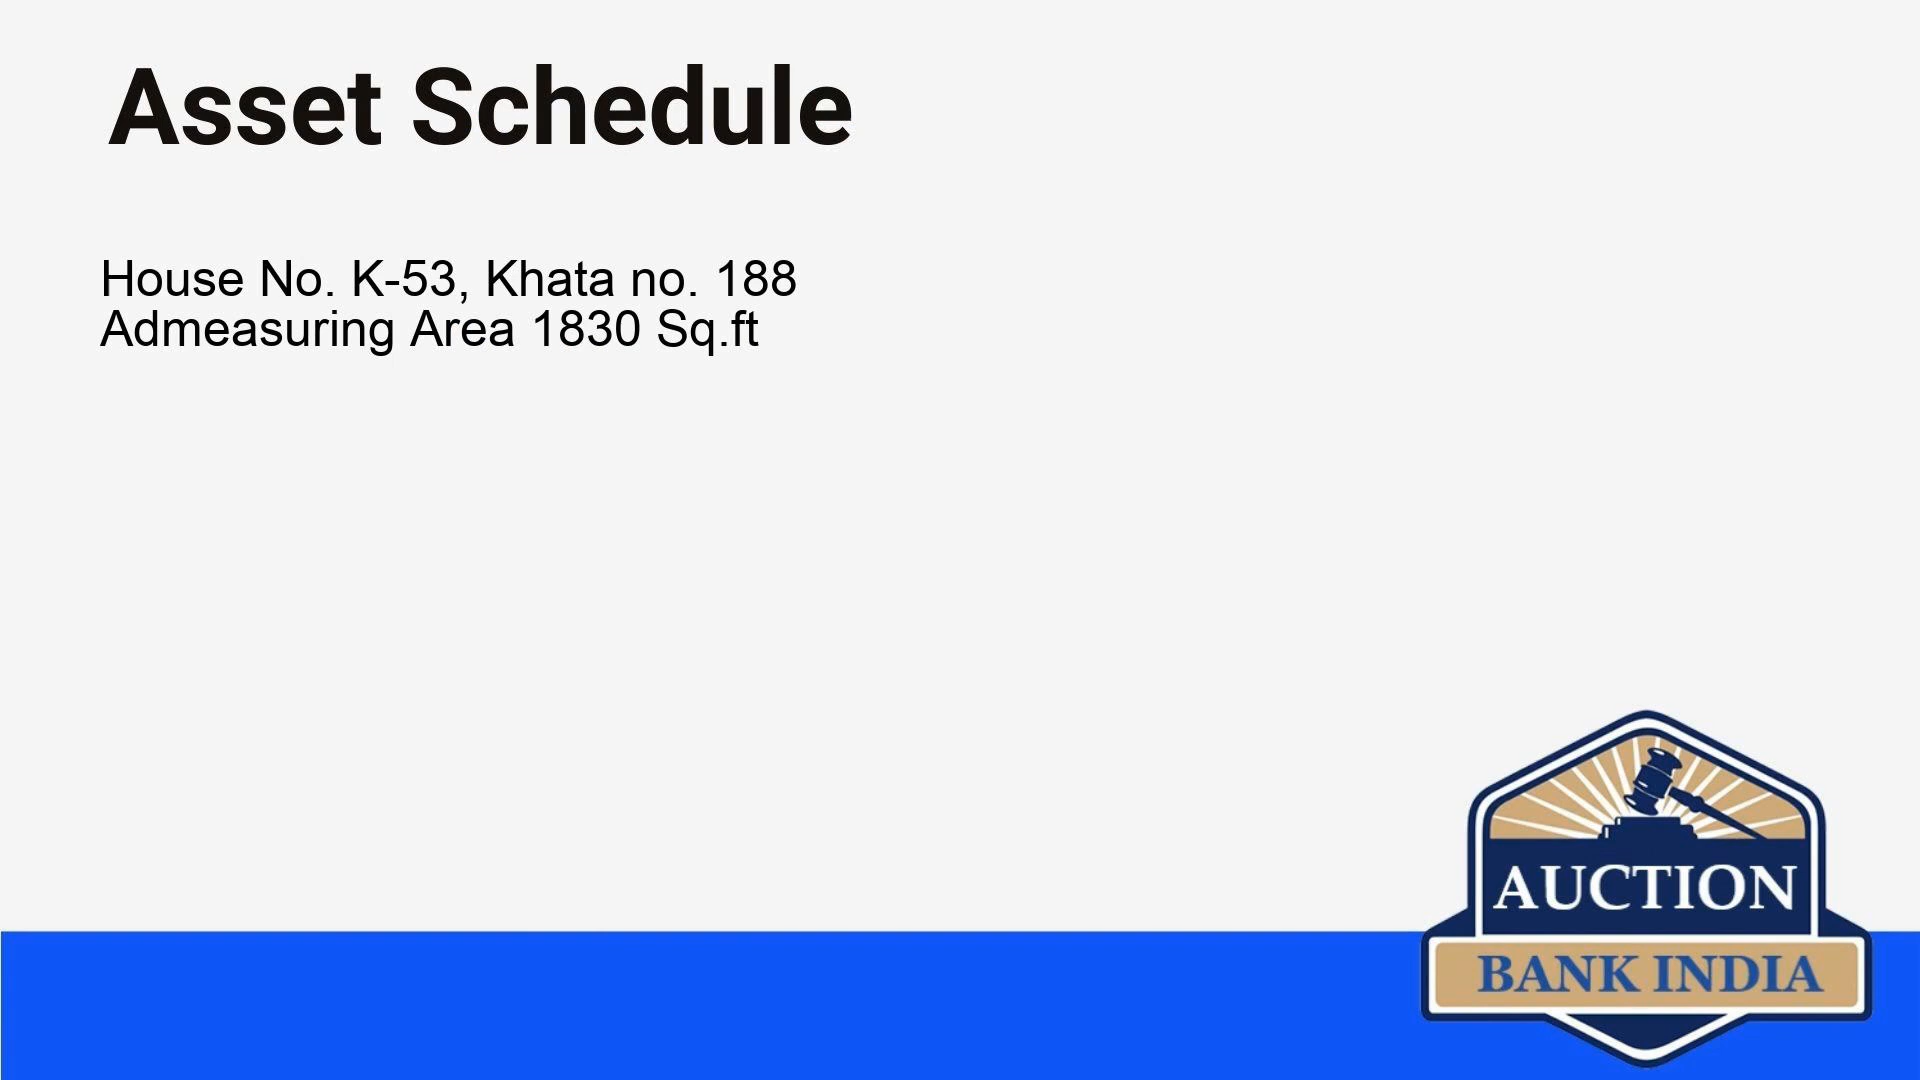 Asset Schedule
House No. K-53, Khata no. 188
Admeasuring Area 1830 Sq.ft
AUCTION
BANK INDIA